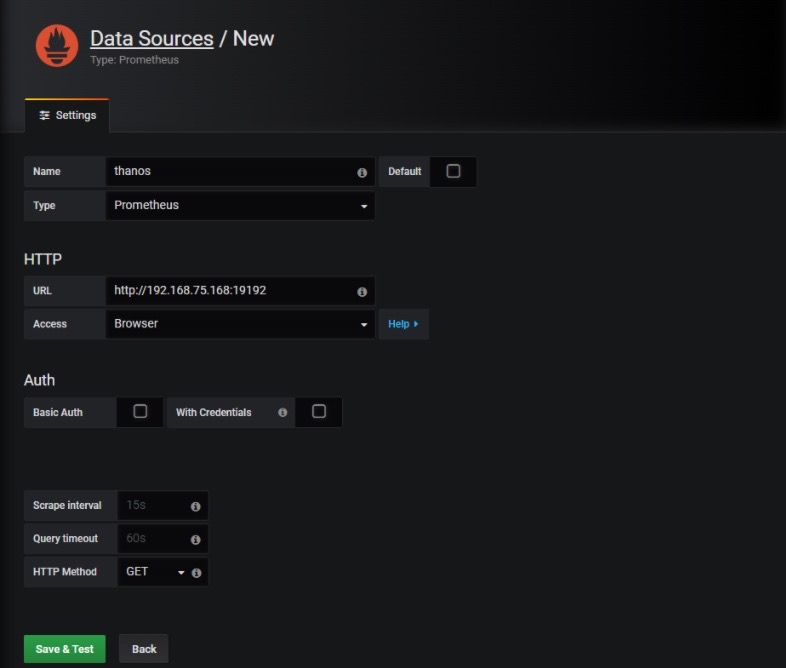 Data Sources / New
Type: Prometheus
Settings
Name thanos Default
Type Prometheus
HTTP
URL http://192.168.75.168:19192
Access Browser Help
Auth
Basic Auth With Credentials
Scrape interval 15s
Query timeout 60s
HTTP Method GET
Save & Test Back